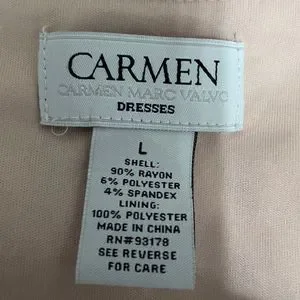 CARMEN
CARMEN MARC VALVO
DRESSES
L
SHELL:
90% RAYON
6% POLYESTER
4% SPANDEX
LINING:
100% POLYESTER
MADE IN CHINA
RN#93178
SEE REVERSE
FOR CARE